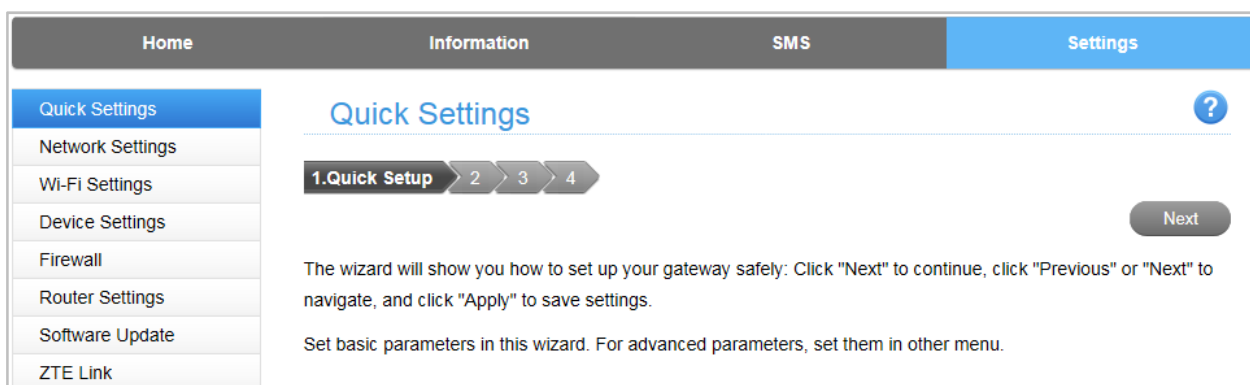 Home Information SMS Settings
Quick Settings
Network Settings
Wi-Fi Settings
Device Settings
Firewall
Router Settings
Software Update
ZTE Link
Quick Settings ?
1.Quick Setup 2 3 4
Next
The wizard will show you how to set up your gateway safely: Click "Next" to continue, click "Previous" or "Next" to
navigate, and click "Apply" to save settings.
Set basic parameters in this wizard. For advanced parameters, set them in other menu.